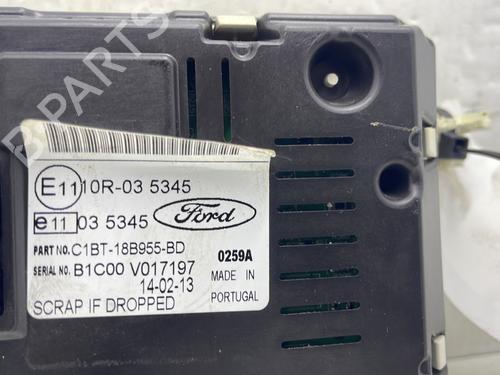 B-PARTS
E11 10R-03 5345
e11 03 5345 Ford
PART NO. C1BT-18B955-BD
SERIAL NO. B1C00 V017197 0259A
14-02-13 MADE IN
SCRAP IF DROPPED PORTUGAL